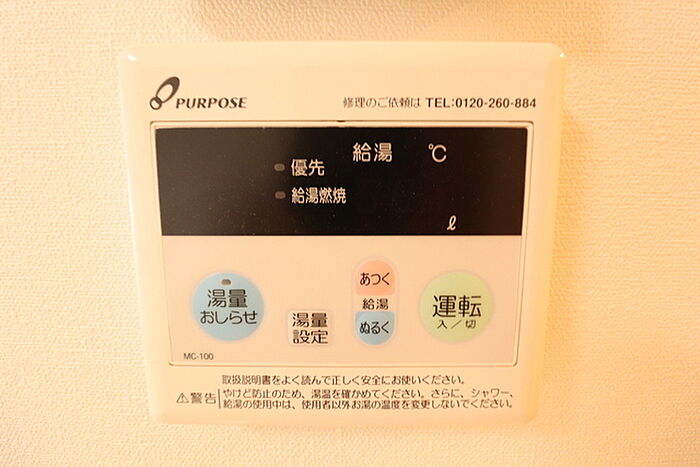 PURPOSE
修理のご依頼は TEL:0120-260-884
給湯 ℃
優先
給湯燃焼
ℓ
湯量
おしらせ
湯量
設定
あつく
給湯
ぬるく
運転
入／切
MC-100
取扱説明書をよく読んで正しく安全にお使いください。
⚠警告 やけど防止のため、湯温を確かめてください。さらに、シャワー、
給湯の使用中は、使用者以外お湯の温度を変更しないでください。